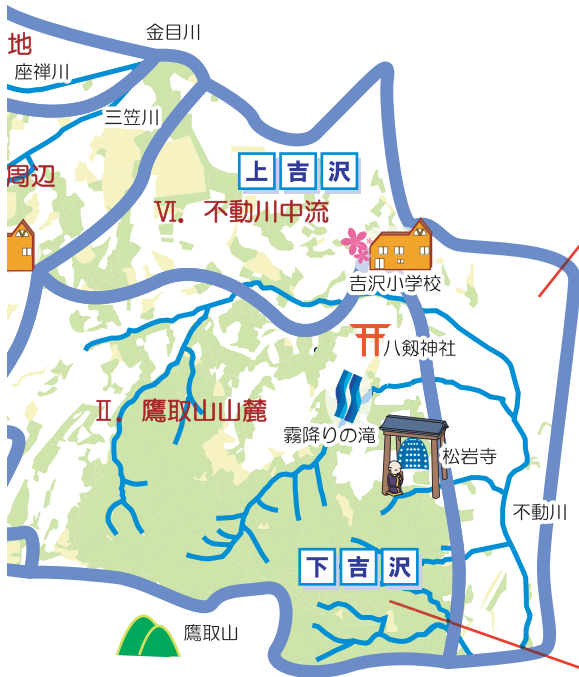 金目川
地
座禅川
三笠川
周辺
上吉沢
Ⅵ．不動川中流
吉沢小学校
八剱神社
Ⅱ．鷹取山山麓
霧降りの滝
松岩寺
不動川
下吉沢
鷹取山